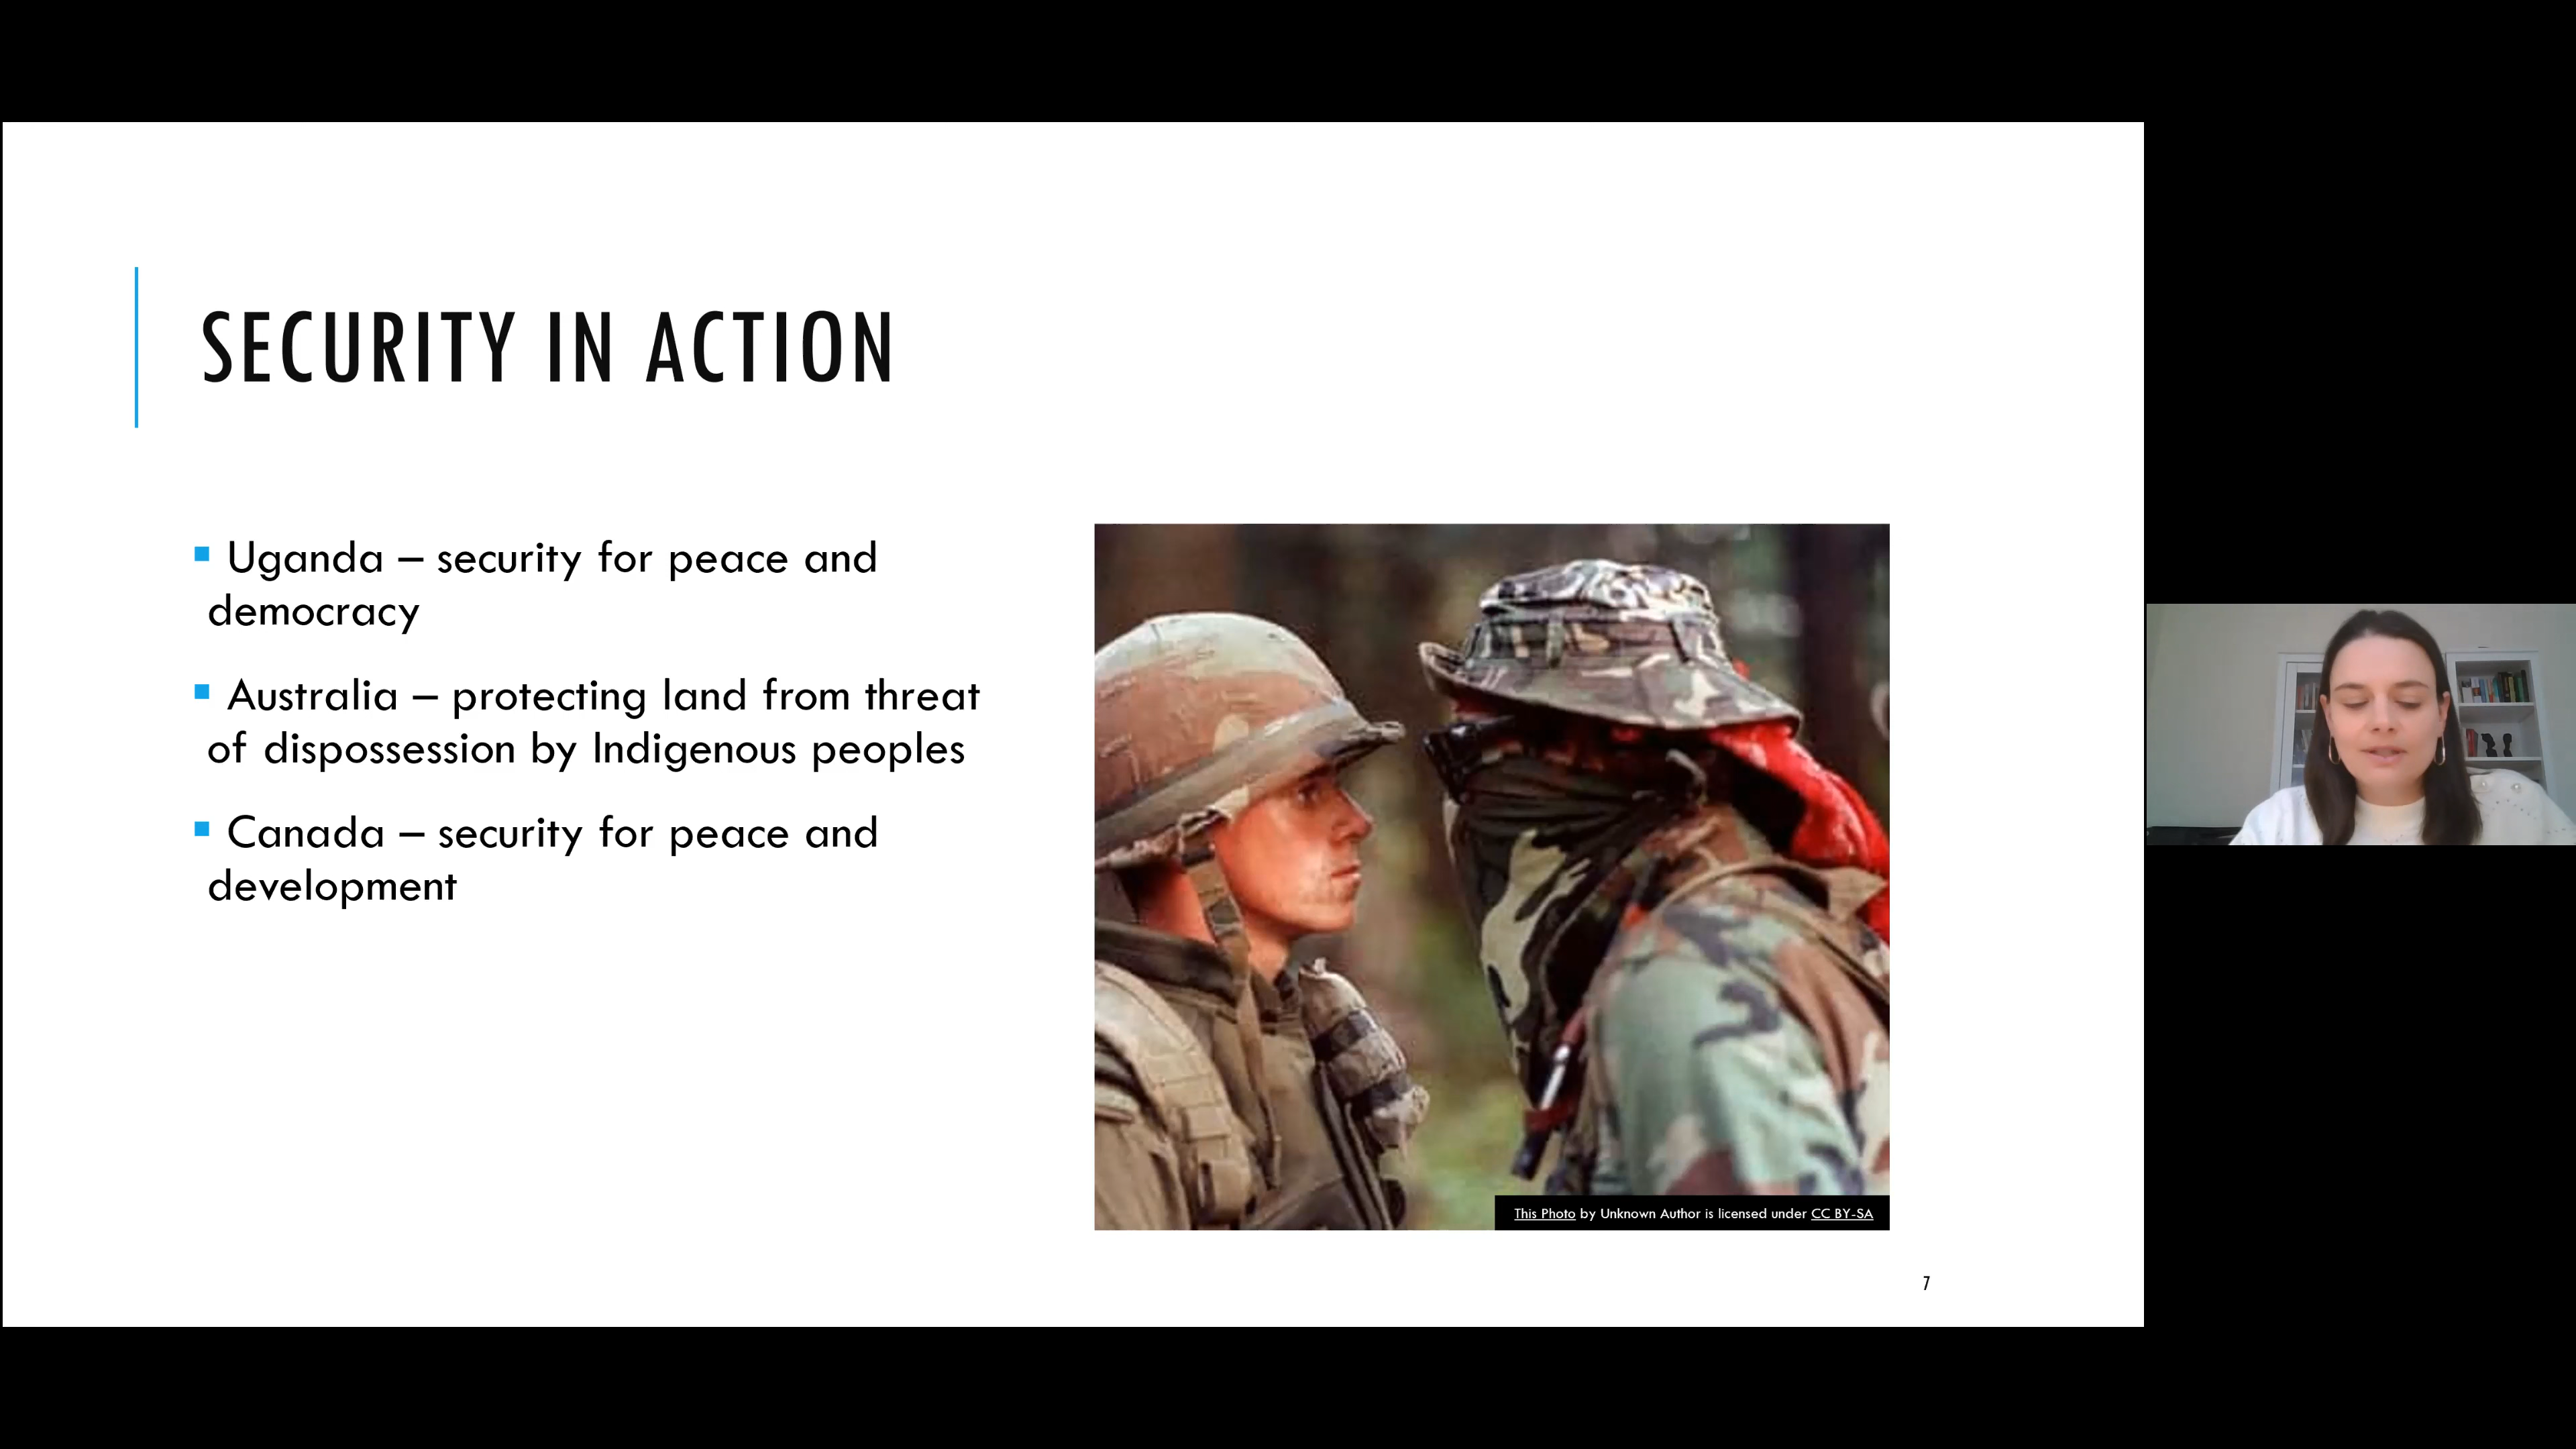 SECURITY IN ACTION
▪ Uganda – security for peace and
democracy
▪ Australia – protecting land from threat
of dispossession by Indigenous peoples
▪ Canada – security for peace and
development
This Photo by Unknown Author is licensed under CC BY-SA
7